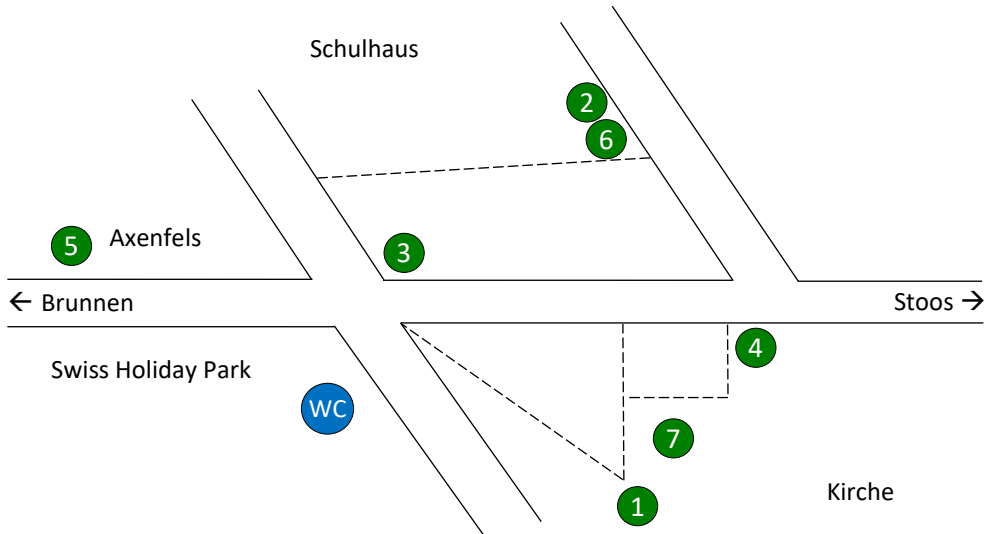 Schulhaus
2
6
5
Axenfels
3
← Brunnen
Stoos →
Swiss Holiday Park
4
WC
7
Kirche
1